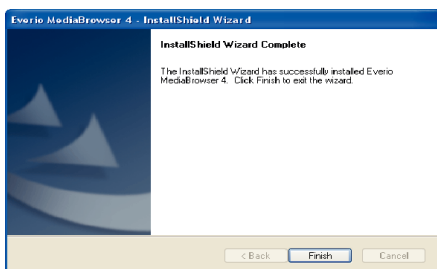 Everio MediaBrowser 4 - InstallShield Wizard
InstallShield Wizard Complete
The InstallShield Wizard has successfully installed Everio
MediaBrowser 4. Click Finish to exit the wizard.
< Back
Finish
Cancel